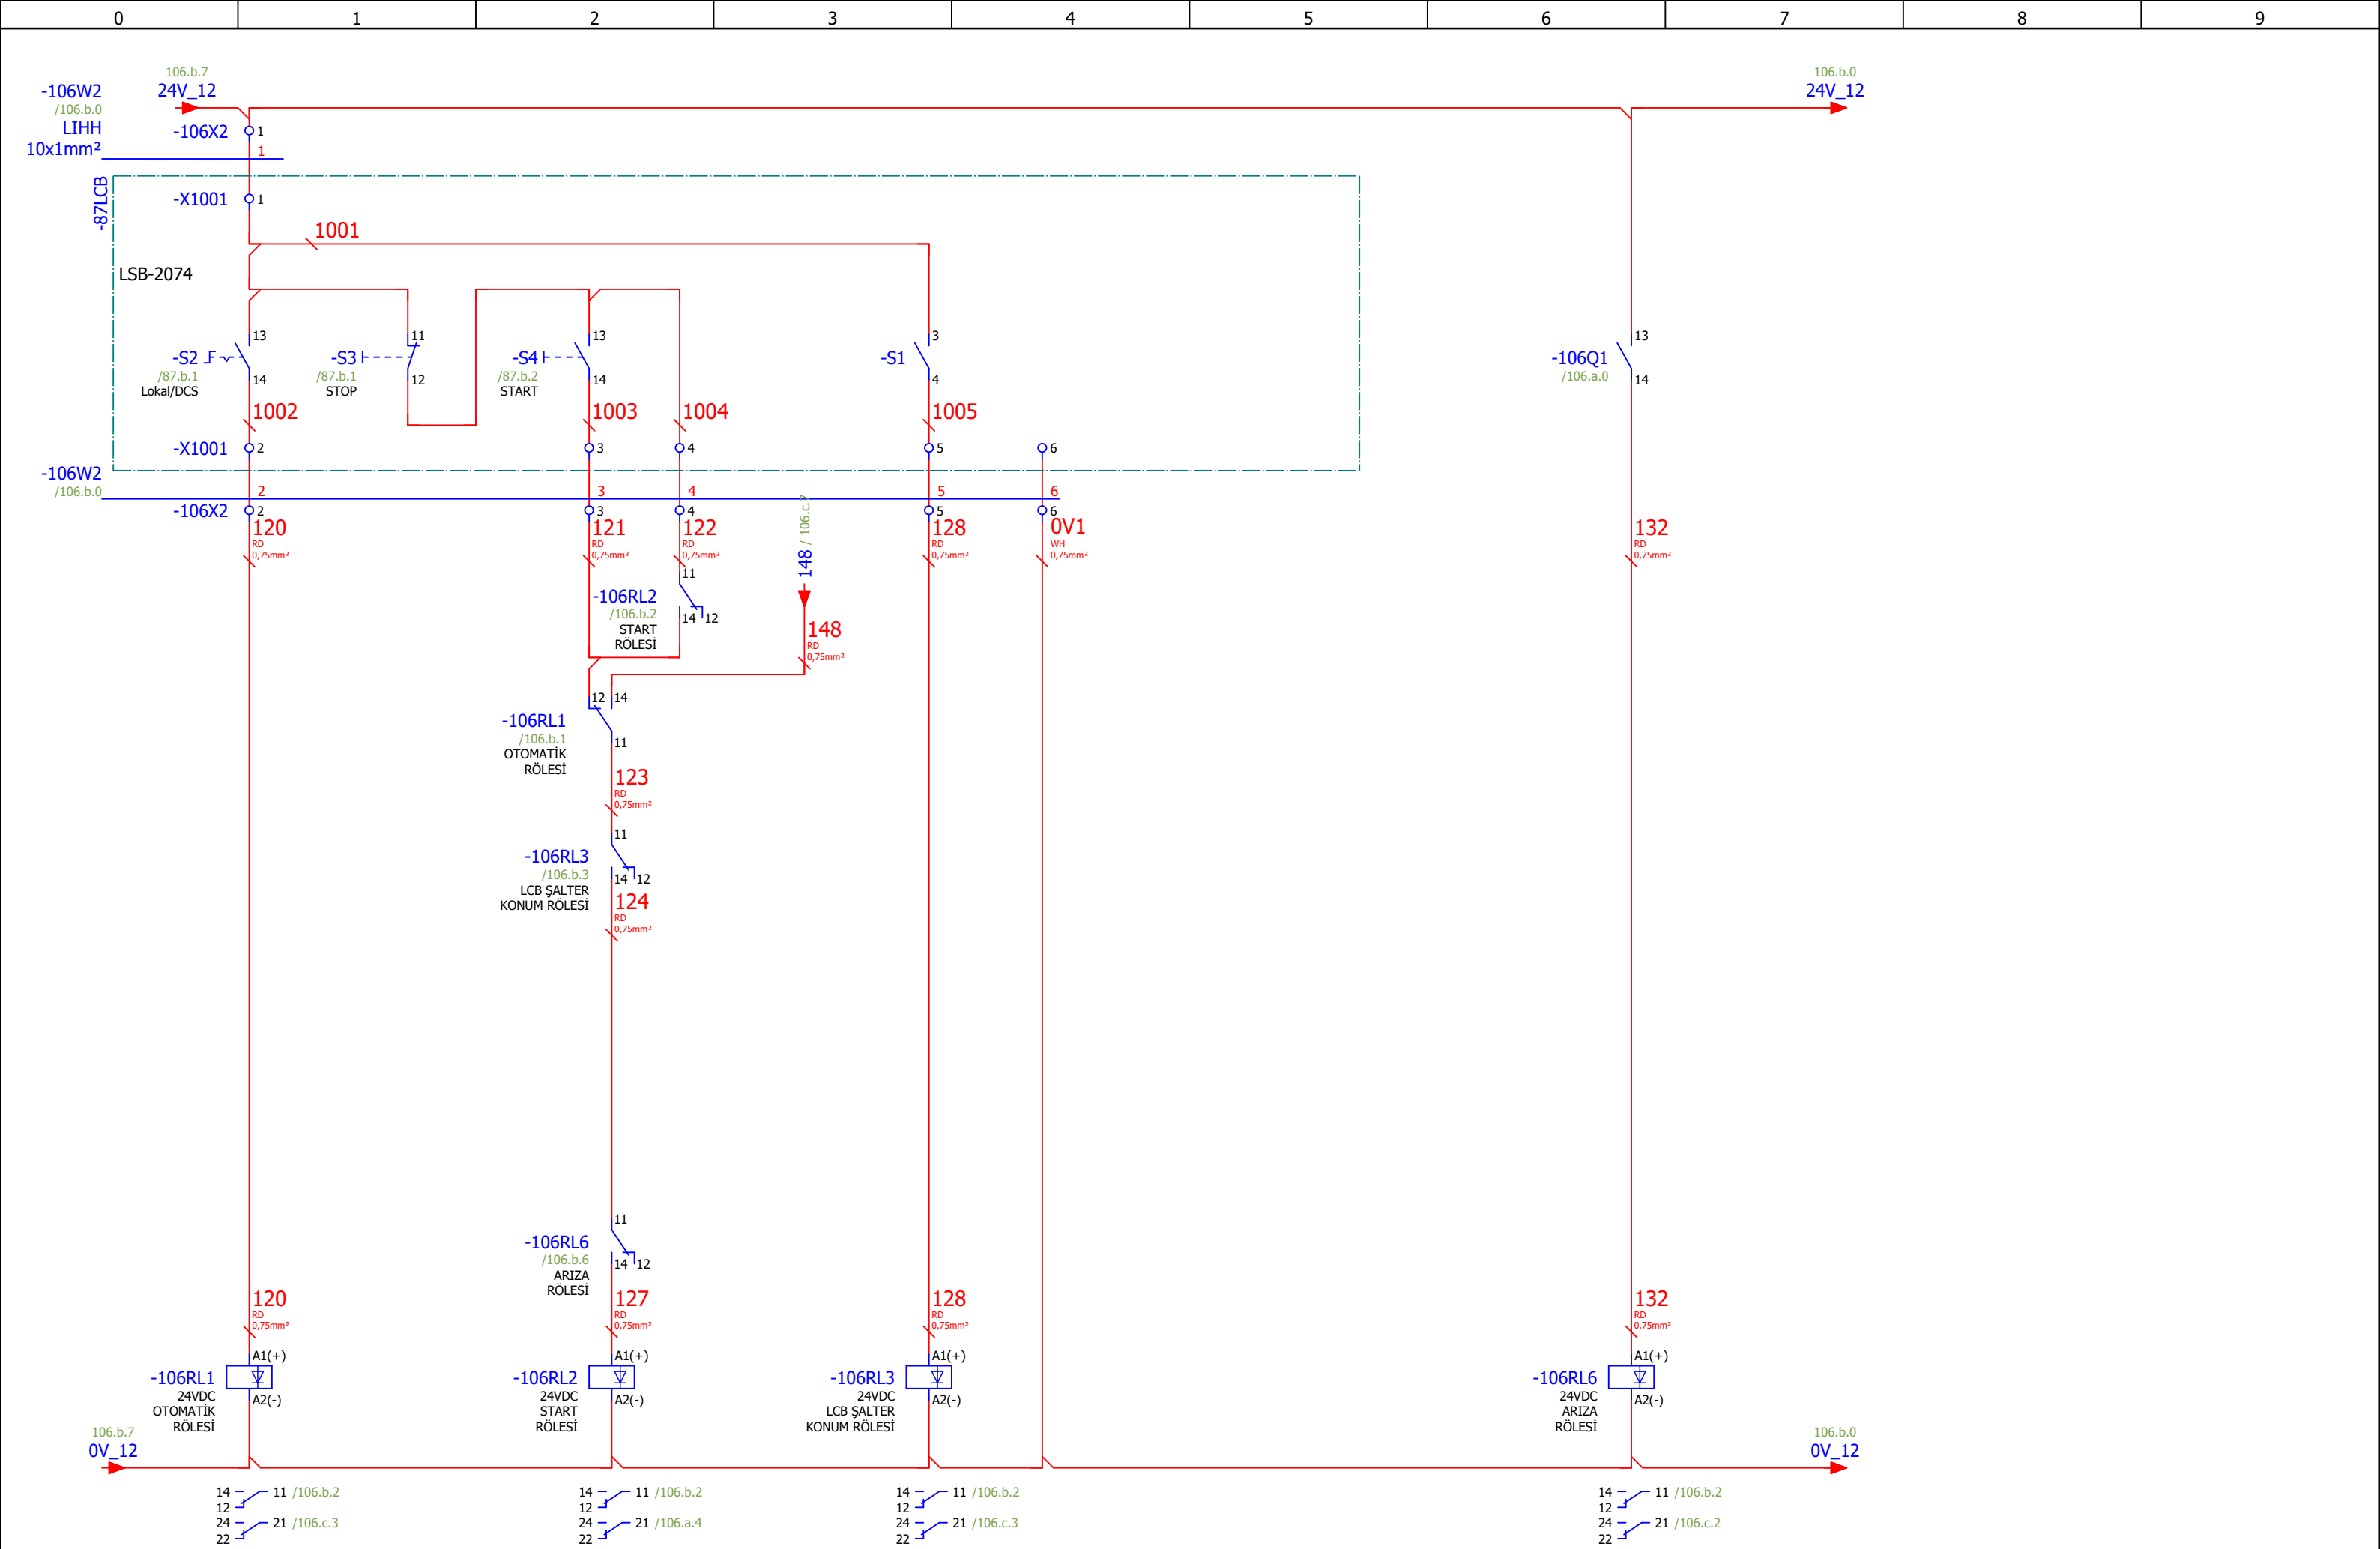 0 1 2 3 4 5 6 7 8 9
106.b.7
24V_12
106.b.0
24V_12
-106W2
/106.b.0
LIHH
10x1mm²
-106X2 1
1
-87LCB
-X1001 1
1001
LSB-2074
13 11 13 3 13
-S2 -S3 -S4 -S1 -106Q1
/87.b.1 /87.b.1 /87.b.2 /106.a.0
14 12 14 4 14
Lokal/DCS STOP START
1002 1003 1004 1005
-X1001 2 3 4 5 6
-106W2
/106.b.0
2 3 4 5 6
-106X2 2 3 4 5 6
120 121 122 128 0V1 132
RD RD RD RD WH RD
0,75mm² 0,75mm² 0,75mm² 0,75mm² 0,75mm² 0,75mm²
148 / 106.c.7
11
-106RL2
/106.b.2
14 12
START
RÖLESİ
148
RD
0,75mm²
12 14
-106RL1
/106.b.1
11
OTOMATİK
RÖLESİ
123
RD
0,75mm²
11
-106RL3
/106.b.3
14 12
LCB ŞALTER
KONUM RÖLESİ
124
RD
0,75mm²
11
-106RL6
/106.b.6
14 12
ARIZA
RÖLESİ
120 127 128 132
RD RD RD RD
0,75mm² 0,75mm² 0,75mm² 0,75mm²
A1(+) A1(+) A1(+) A1(+)
-106RL1 -106RL2 -106RL3 -106RL6
24VDC 24VDC 24VDC 24VDC
A2(-) A2(-) A2(-) A2(-)
OTOMATİK START LCB ŞALTER ARIZA
RÖLESİ RÖLESİ KONUM RÖLESİ RÖLESİ
106.b.7
0V_12
106.b.0
0V_12
14 11 /106.b.2 14 11 /106.b.2 14 11 /106.b.2 14 11 /106.b.2
12 12 12 12
24 21 /106.c.3 24 21 /106.a.4 24 21 /106.c.3 24 21 /106.c.2
22 22 22 22